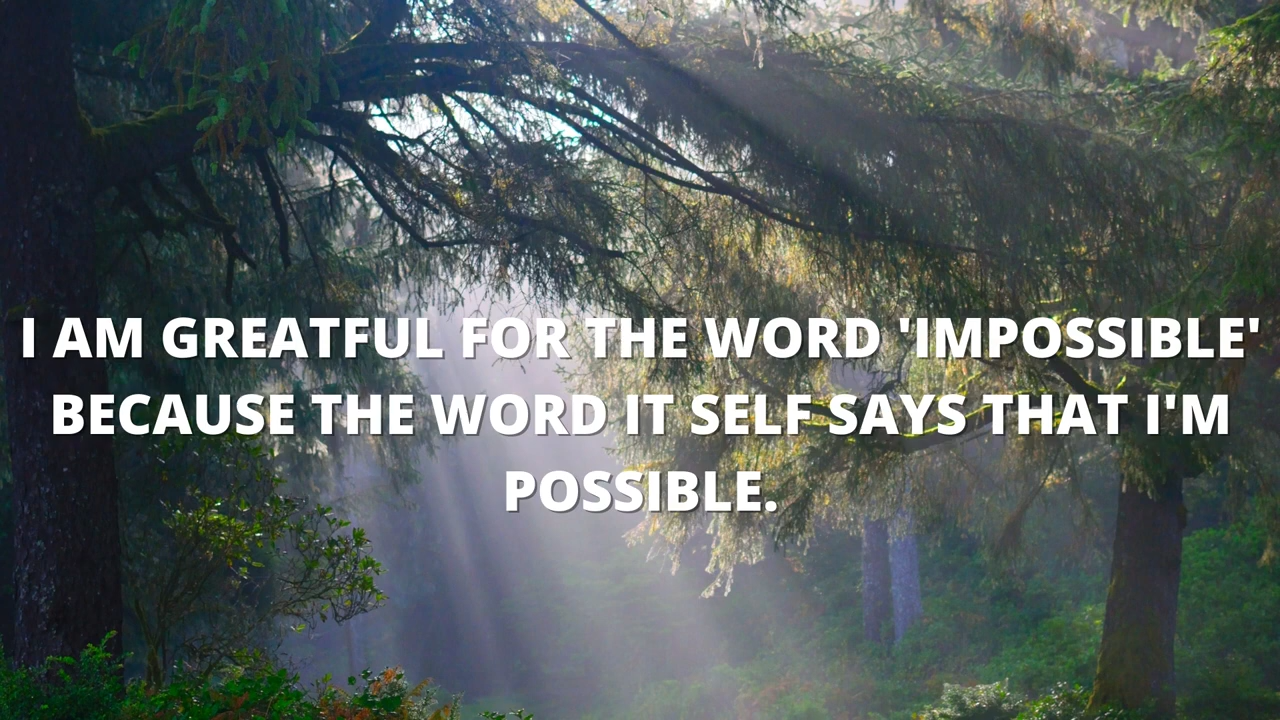 I AM GREATFUL FOR THE WORD 'IMPOSSIBLE'
BECAUSE THE WORD IT SELF SAYS THAT I'M
POSSIBLE.